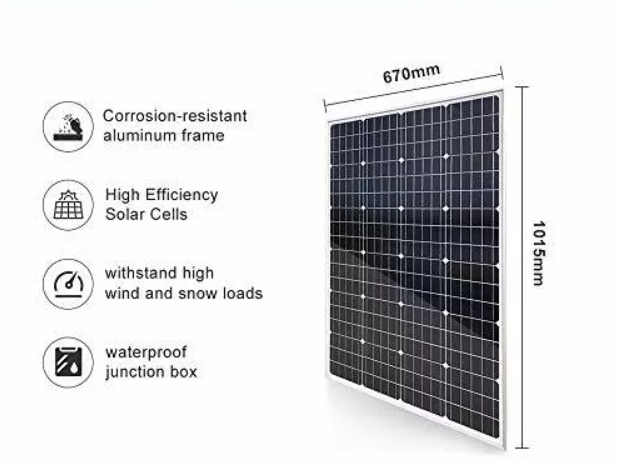 670mm
Corrosion-resistant
aluminum frame
High Efficiency
Solar Cells
1015mm
withstand high
wind and snow loads
waterproof
junction box